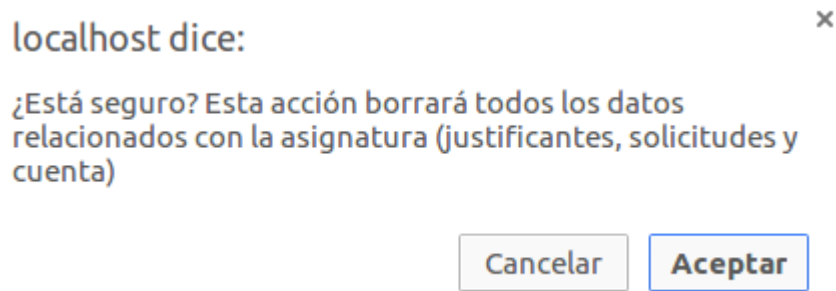 localhost dice:
¿Está seguro? Esta acción borrará todos los datos
relacionados con la asignatura (justificantes, solicitudes y
cuenta)
Cancelar
Aceptar